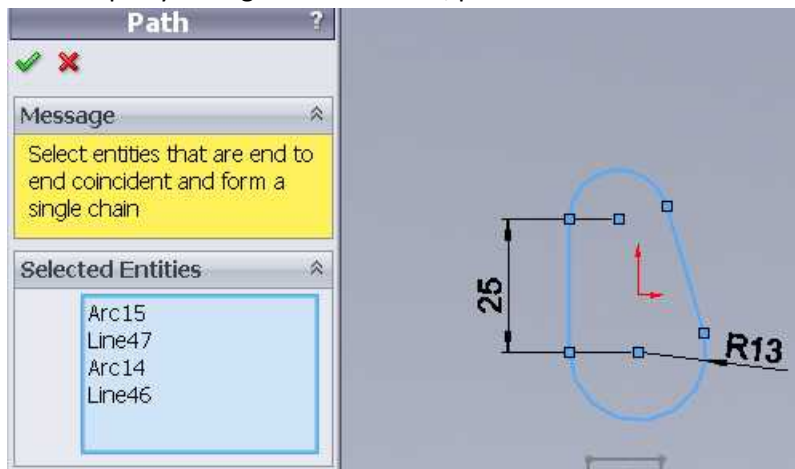 Path ?
Message
Select entities that are end to
end coincident and form a
single chain
Selected Entities
Arc15
Line47
Arc14
Line46
25
R13